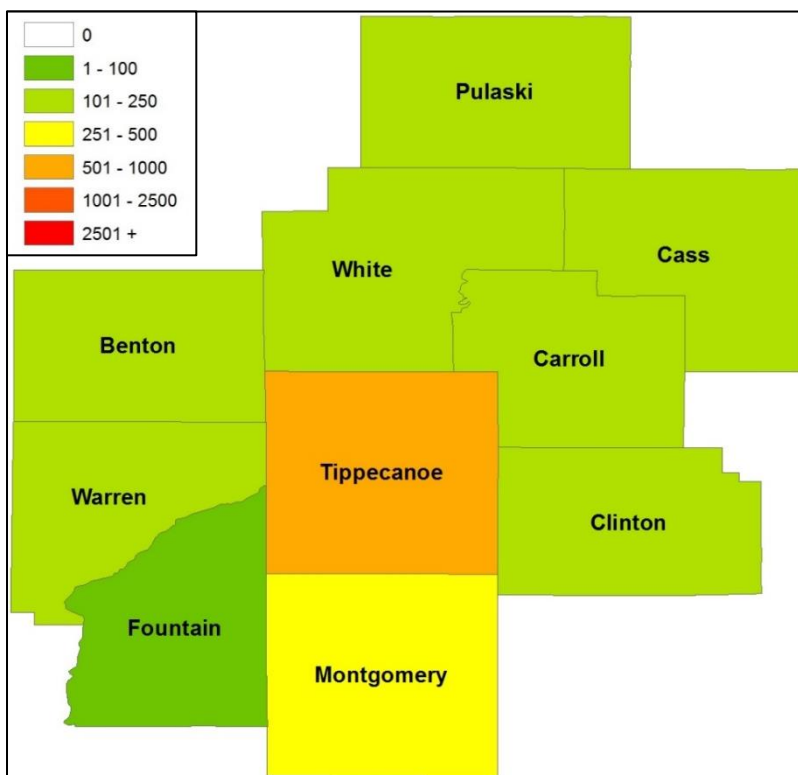 0
1 - 100
101 - 250
251 - 500
501 - 1000
1001 - 2500
2501 +
Pulaski
White
Cass
Benton
Carroll
Tippecanoe
Warren
Clinton
Fountain
Montgomery